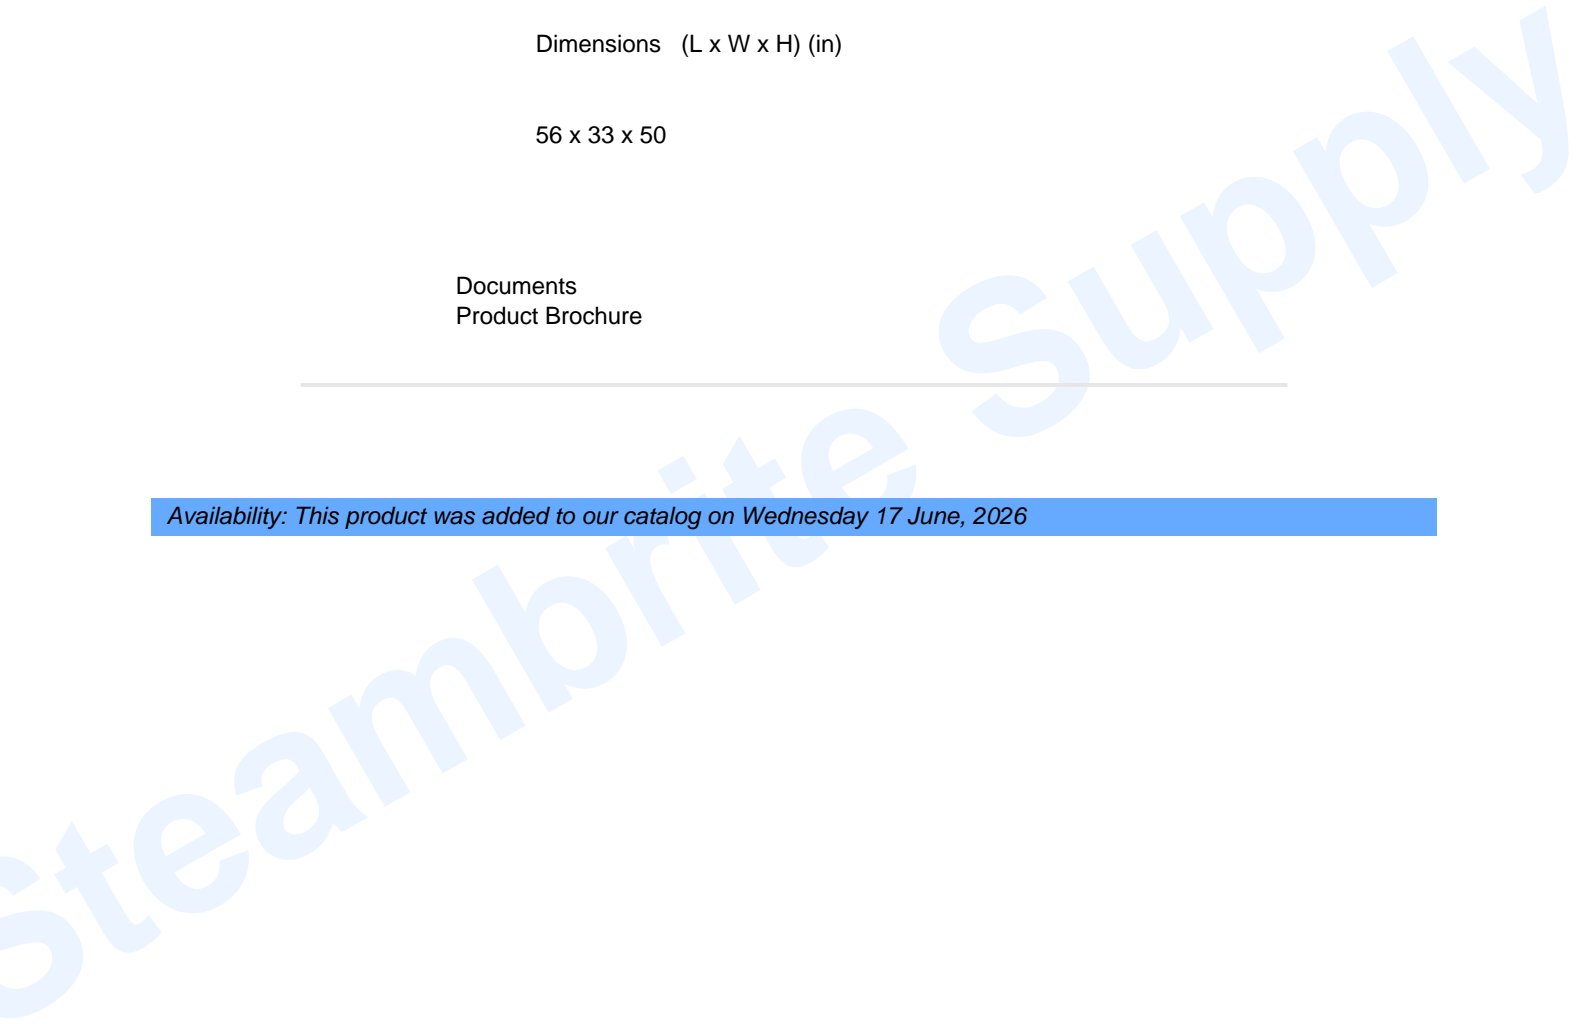 Dimensions (L x W x H) (in)
56 x 33 x 50
Documents
Product Brochure
Availability: This product was added to our catalog on Wednesday 17 June, 2026
Steambrite Supply